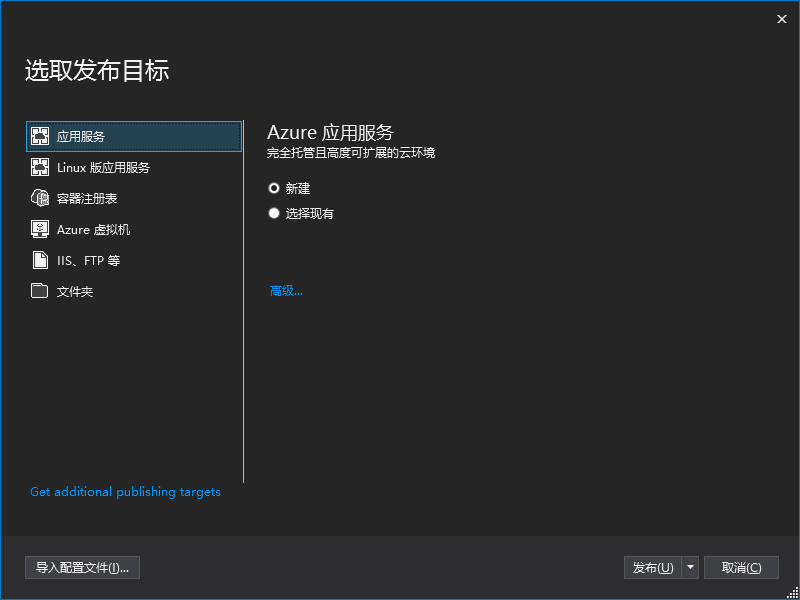 选取发布目标
应用服务
Linux 版应用服务
容器注册表
Azure 虚拟机
IIS、FTP 等
文件夹
Get additional publishing targets
Azure 应用服务
完全托管且高度可扩展的云环境
新建
选择现有
高级...
导入配置文件(I)...
发布(U)
取消(C)